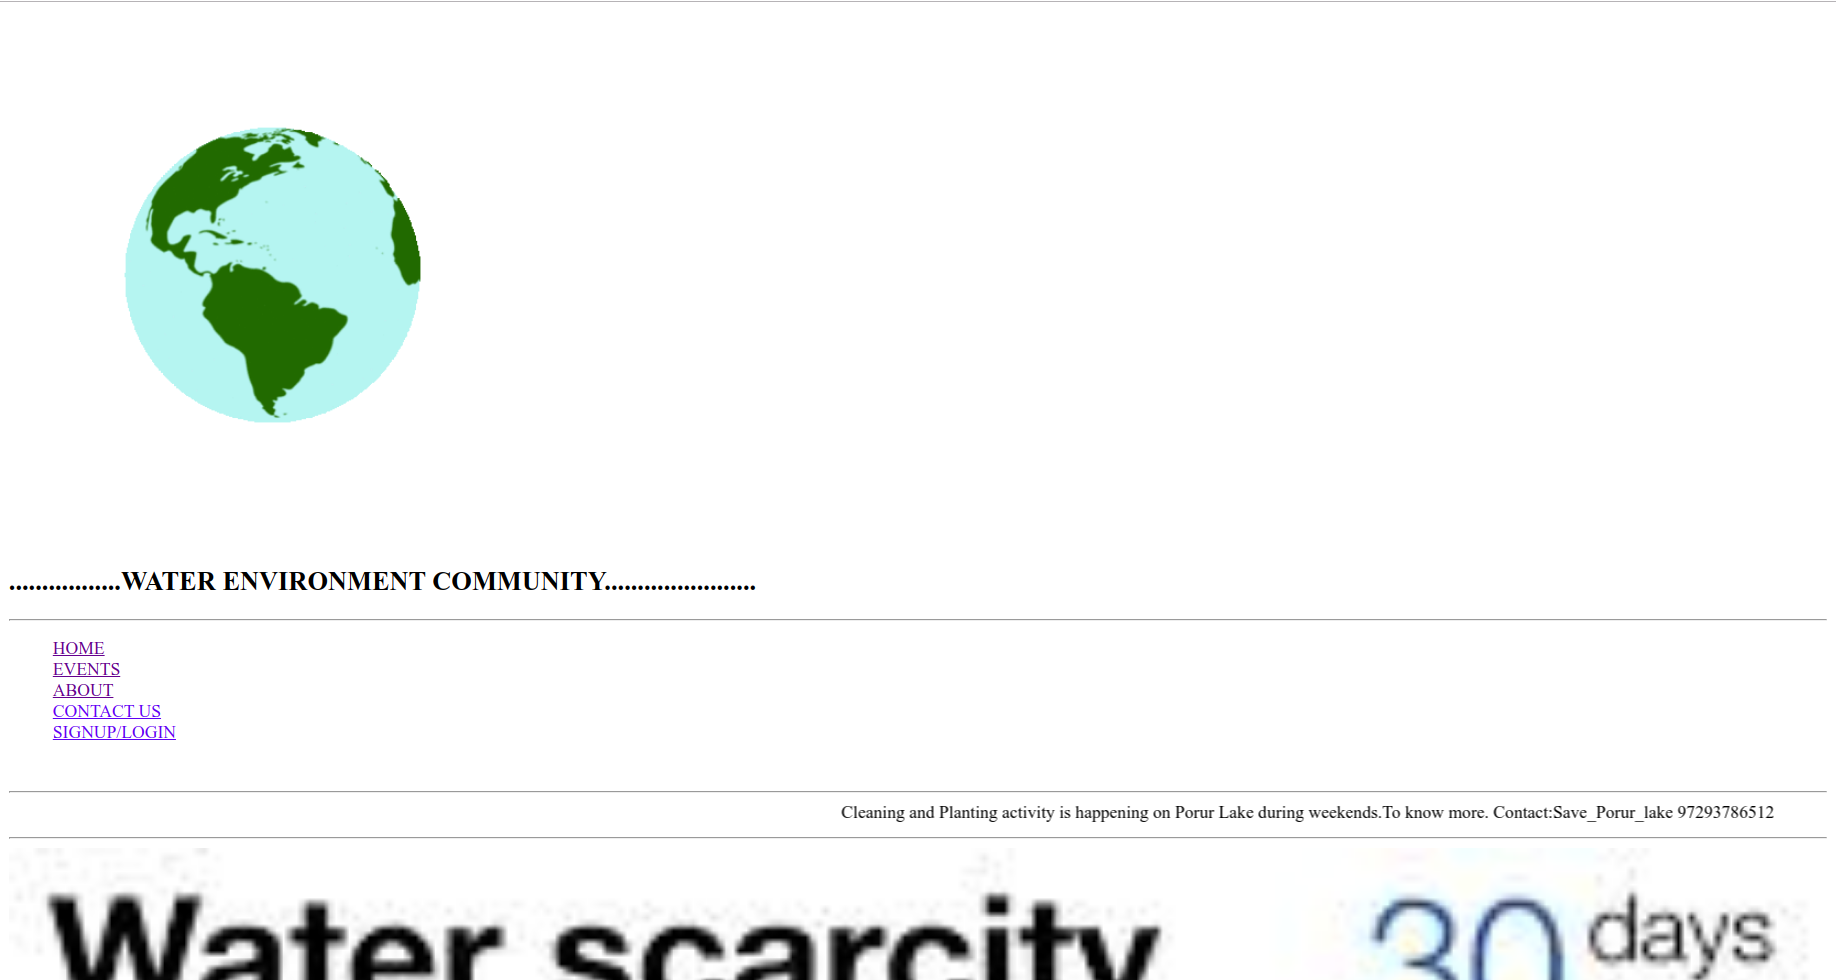 .................WATER ENVIRONMENT COMMUNITY.......................
HOME
EVENTS
ABOUT
CONTACT US
SIGNUP/LOGIN
Cleaning and Planting activity is happening on Porur Lake during weekends.To know more. Contact:Save_Porur_lake 97293786512
Water scarcity 30 days